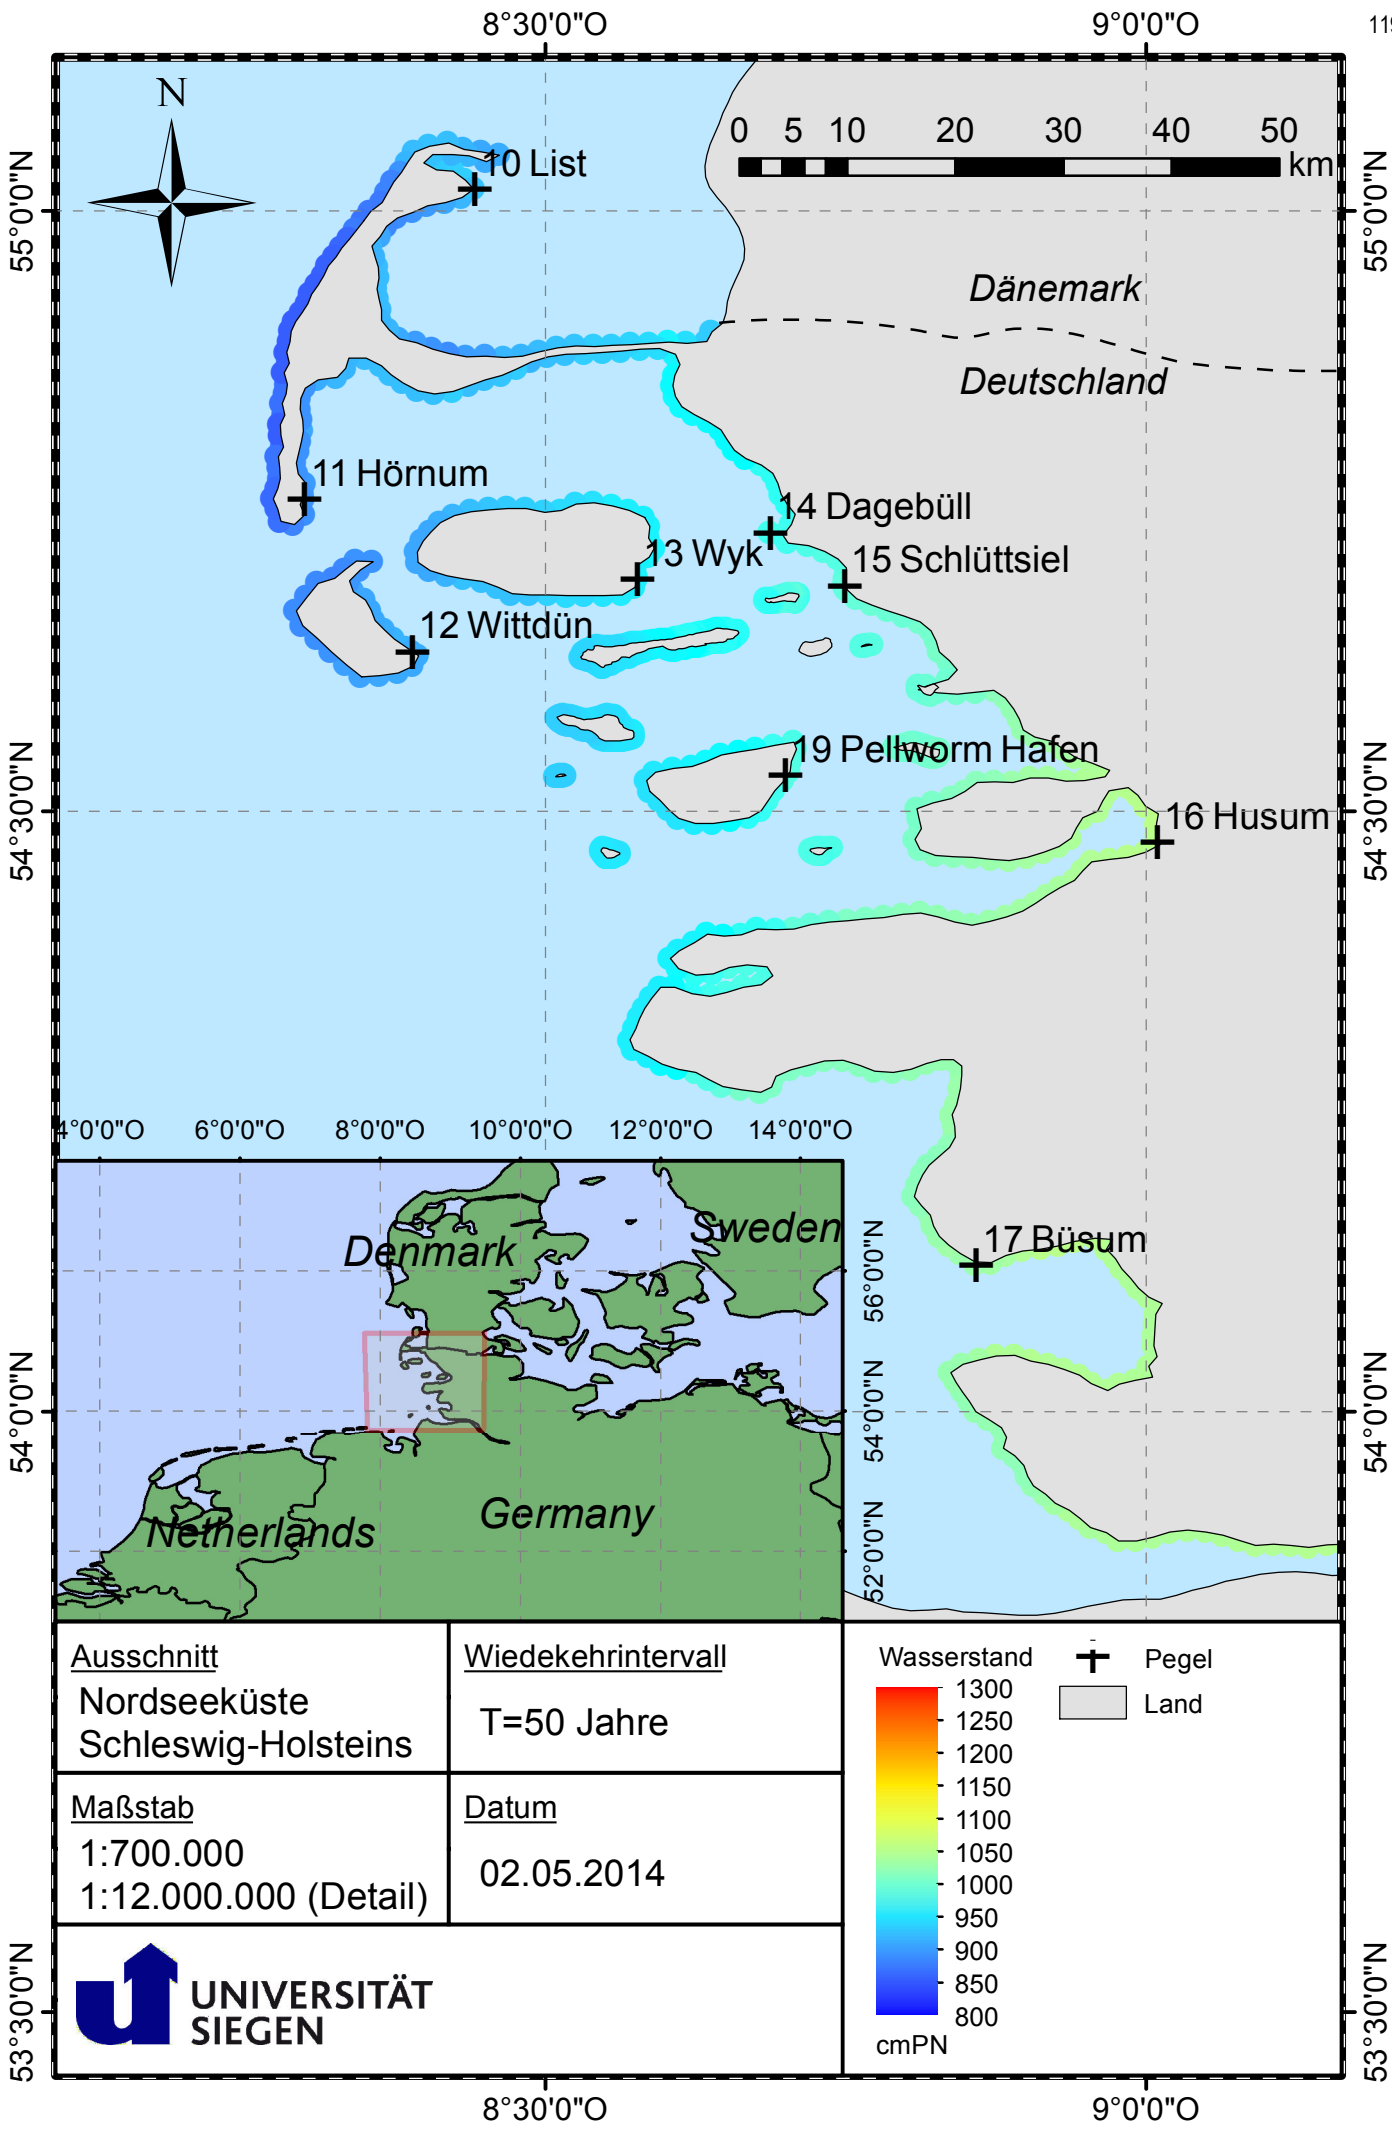 8°30'0"O
9°0'0"O
119
N
0 5 10 20 30 40 50
km
10 List
55°0'0"N
55°0'0"N
Dänemark
Deutschland
11 Hörnum
14 Dagebüll
13 Wyk
15 Schlüttsiel
12 Wittdün
19 Pellworm Hafen
54°30'0"N
54°30'0"N
16 Husum
4°0'0"O 6°0'0"O 8°0'0"O 10°0'0"O 12°0'0"O 14°0'0"O
17 Büsum
Sweden
Denmark
56°0'0"N
54°0'0"N
54°0'0"N
54°0'0"N
Germany
Netherlands
52°0'0"N
Ausschnitt
Nordseeküste
Schleswig-Holsteins
Wiedekehrintervall
T=50 Jahre
Maßstab
1:700.000
1:12.000.000 (Detail)
Datum
02.05.2014
UNIVERSITÄT
SIEGEN
Wasserstand
1300
1250
1200
1150
1100
1050
1000
950
900
850
800
cmPN
Pegel
Land
53°30'0"N
53°30'0"N
8°30'0"O
9°0'0"O